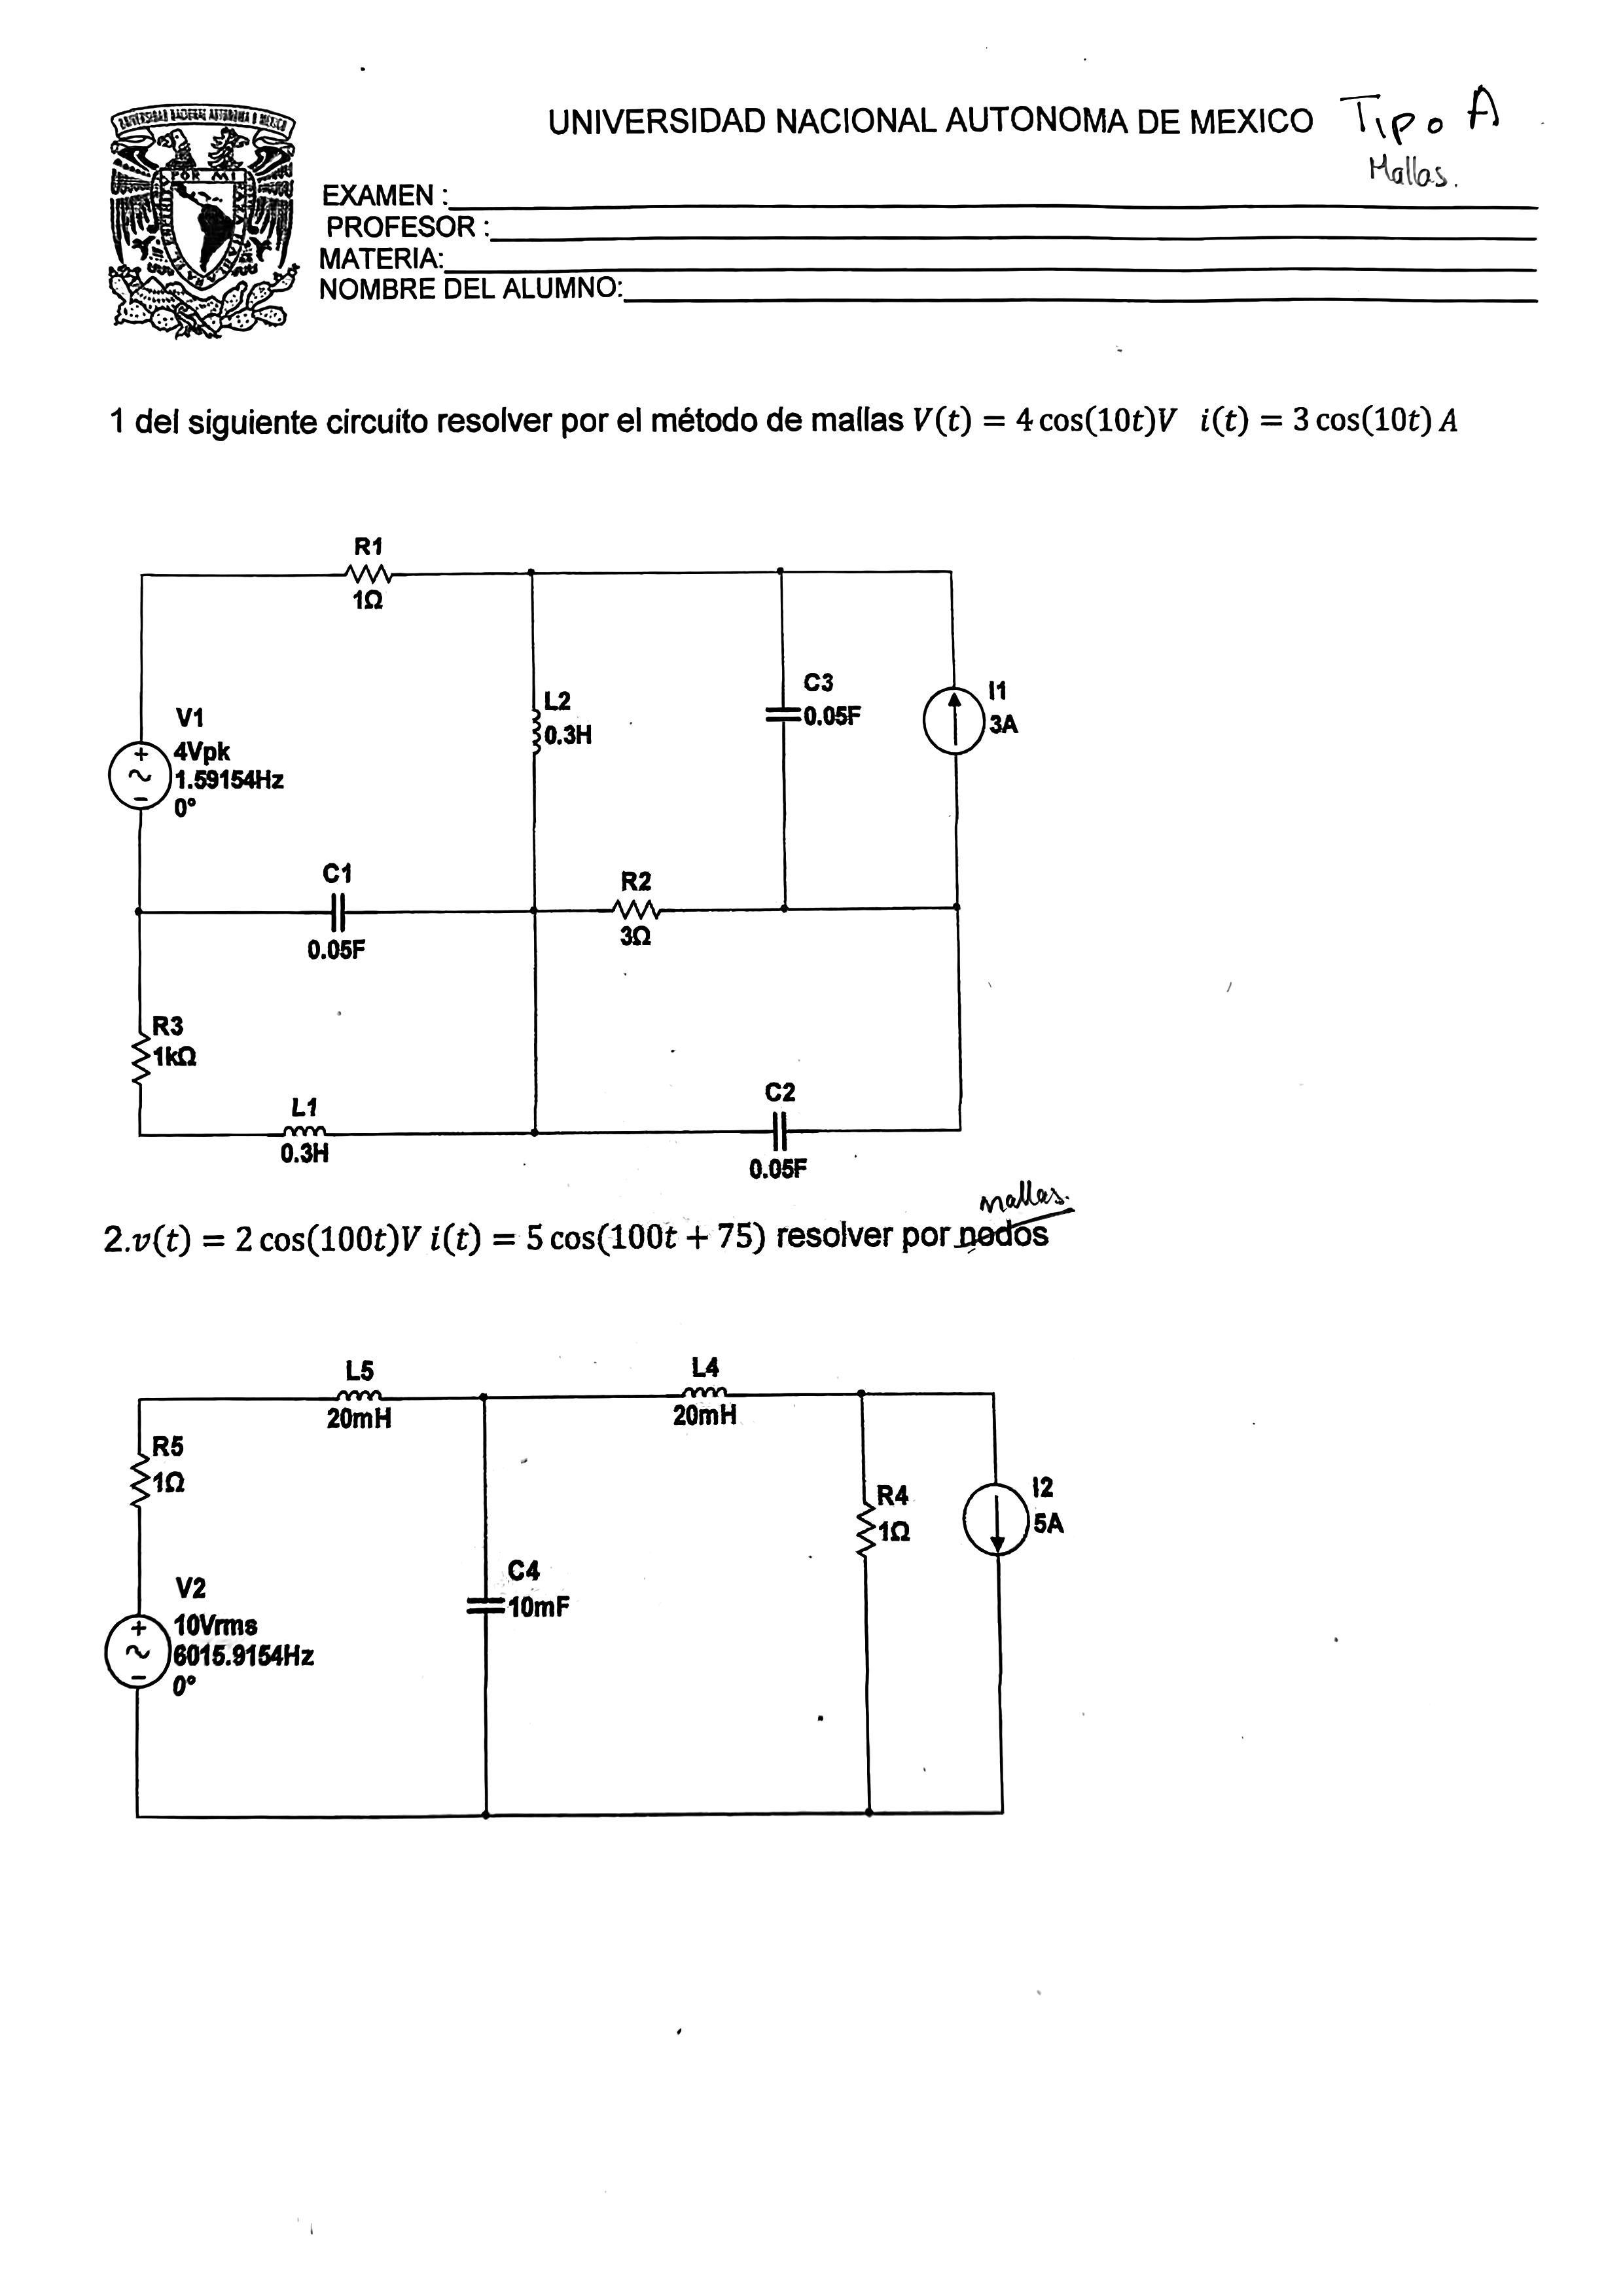 UNIVERSIDAD NACIONAL AUTONOMA DE MEXICO Tipo A
Mallas.
POR MI
EXAMEN :
PROFESOR :
MATERIA:
NOMBRE DEL ALUMNO:
1 del siguiente circuito resolver por el método de mallas V(t) = 4 cos(10t)V i(t) = 3 cos(10t) A
R1
1Ω
V1
4Vpk
1.59154Hz
0°
L2
0.3H
C3
0.05F
I1
3A
C1
0.05F
R2
3Ω
R3
1kΩ
L1
0.3H
C2
0.05F
mallas.
2.v(t) = 2 cos(100t)V i(t) = 5 cos(100t + 75) resolver por nodos
L5
20mH
L4
20mH
R5
1Ω
V2
10Vrms
6015.9154Hz
0°
C4
10mF
R4
1Ω
I2
5A